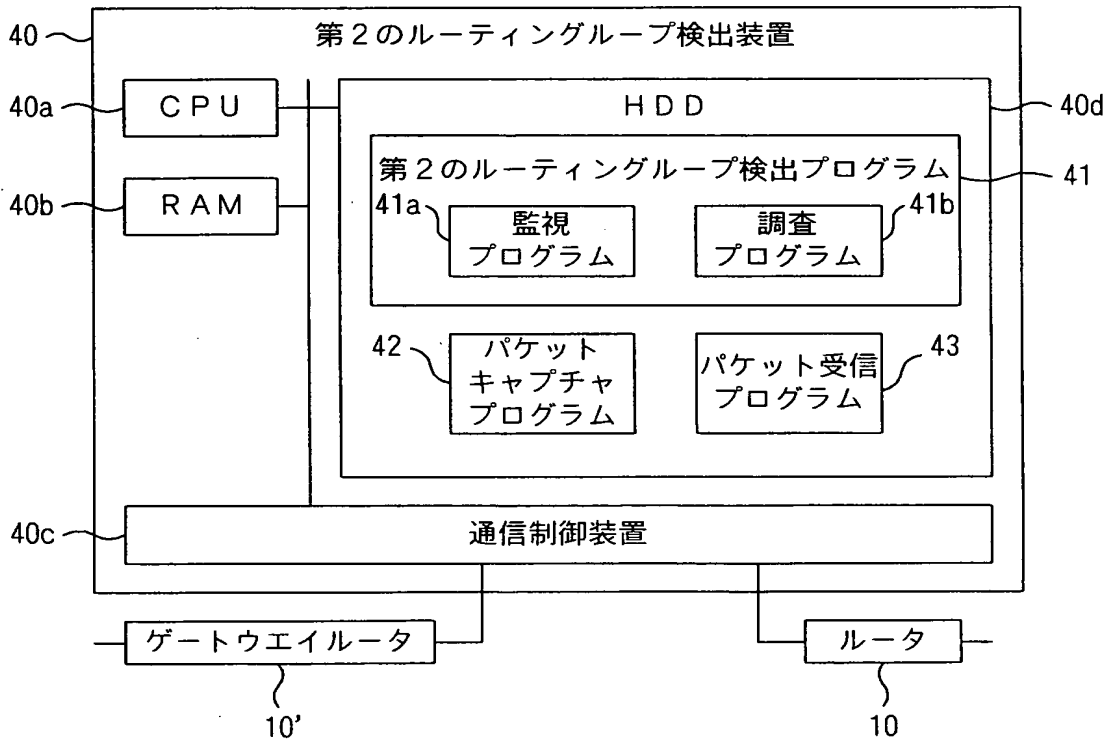 40
第２のルーティングループ検出装置
40a
ＣＰＵ
ＨＤＤ
40d
第２のルーティングループ検出プログラム
41
40b
ＲＡＭ
41a
監視
プログラム
調査
プログラム
41b
42
パケット
キャプチャ
プログラム
パケット受信
プログラム
43
40c
通信制御装置
ゲートウエイルータ
ルータ
10'
10